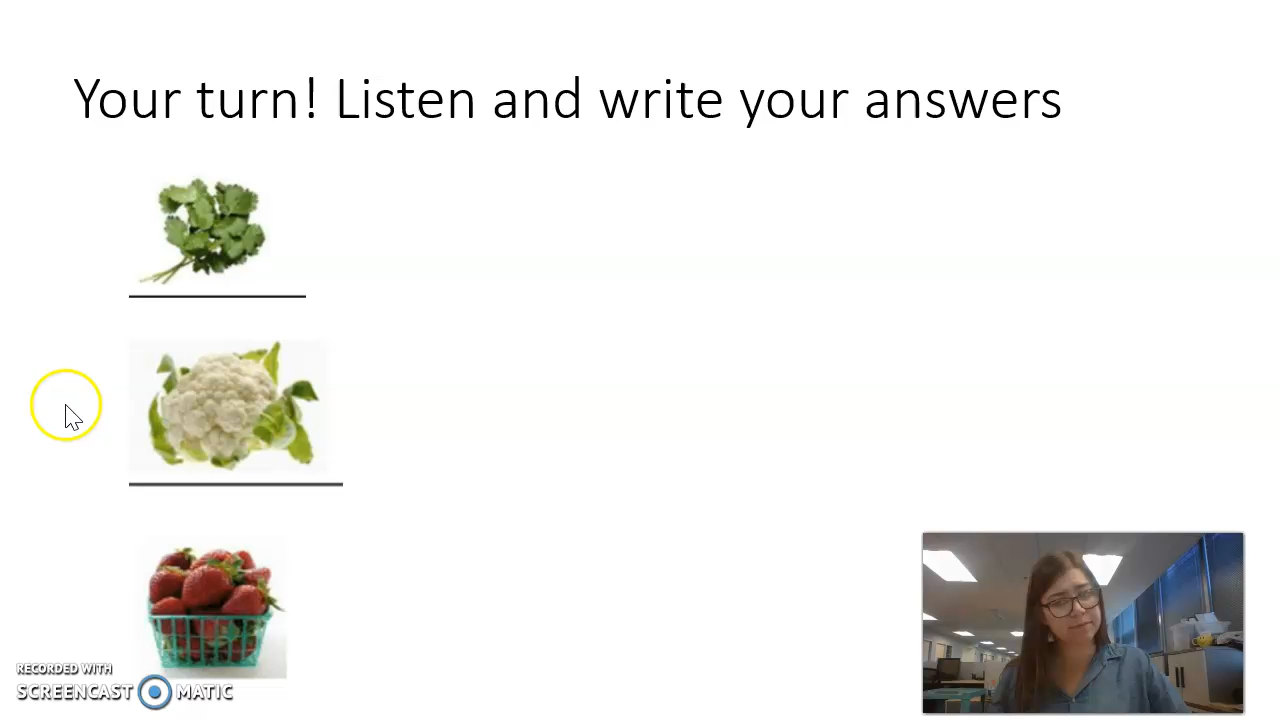 Your turn! Listen and write your answers
RECORDED WITH
SCREENCAST MATIC